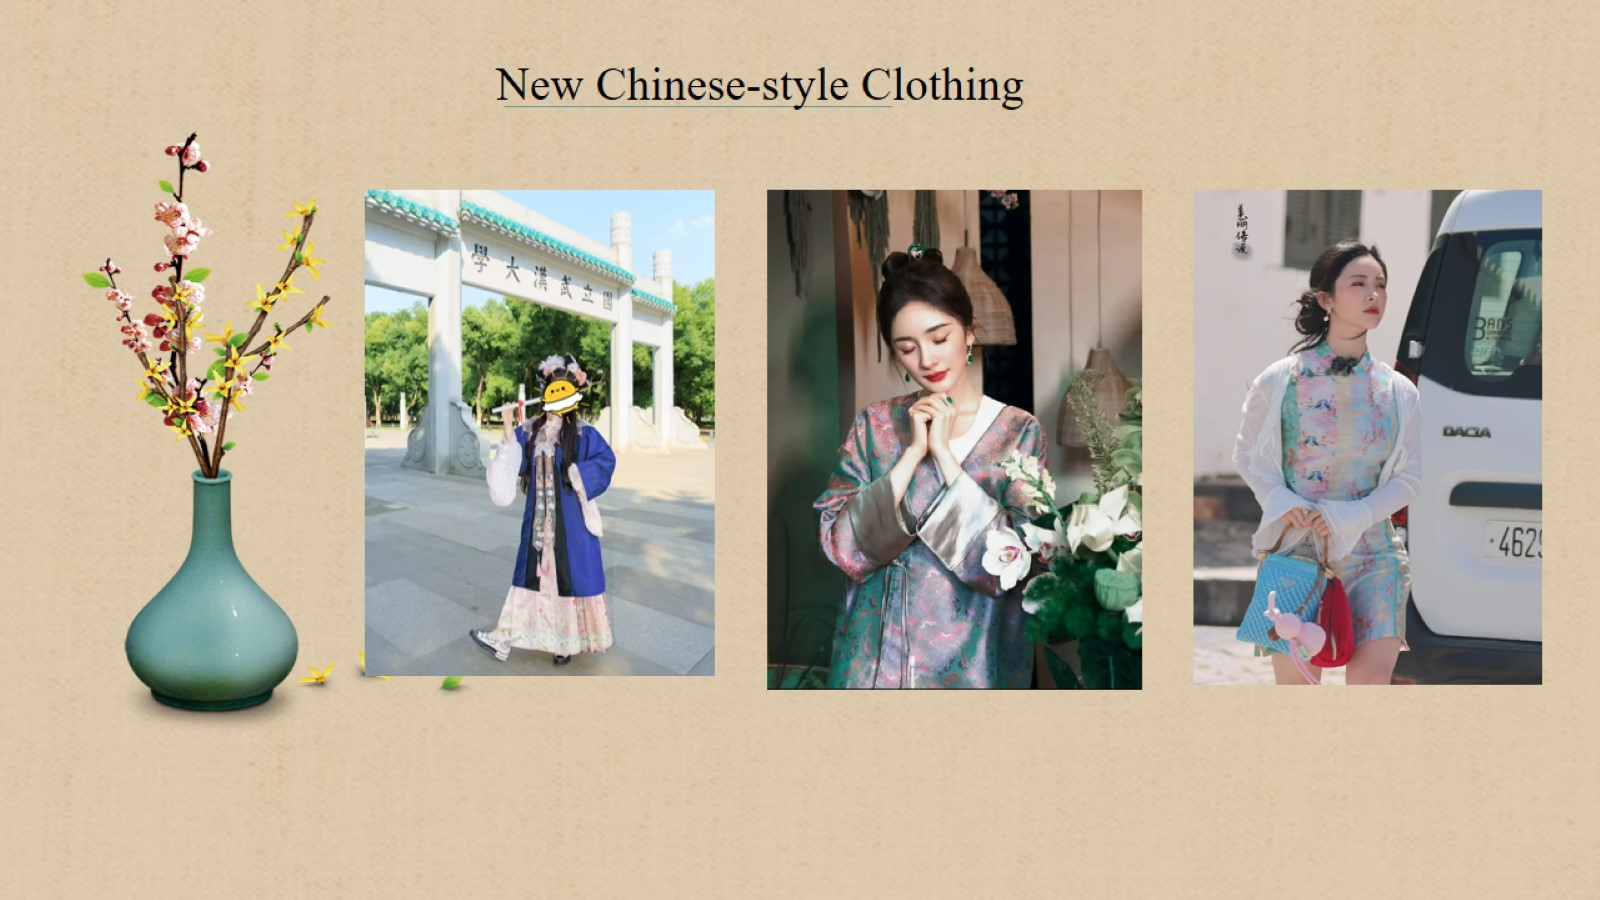 New Chinese-style Clothing
學大漢武立國
DACIA